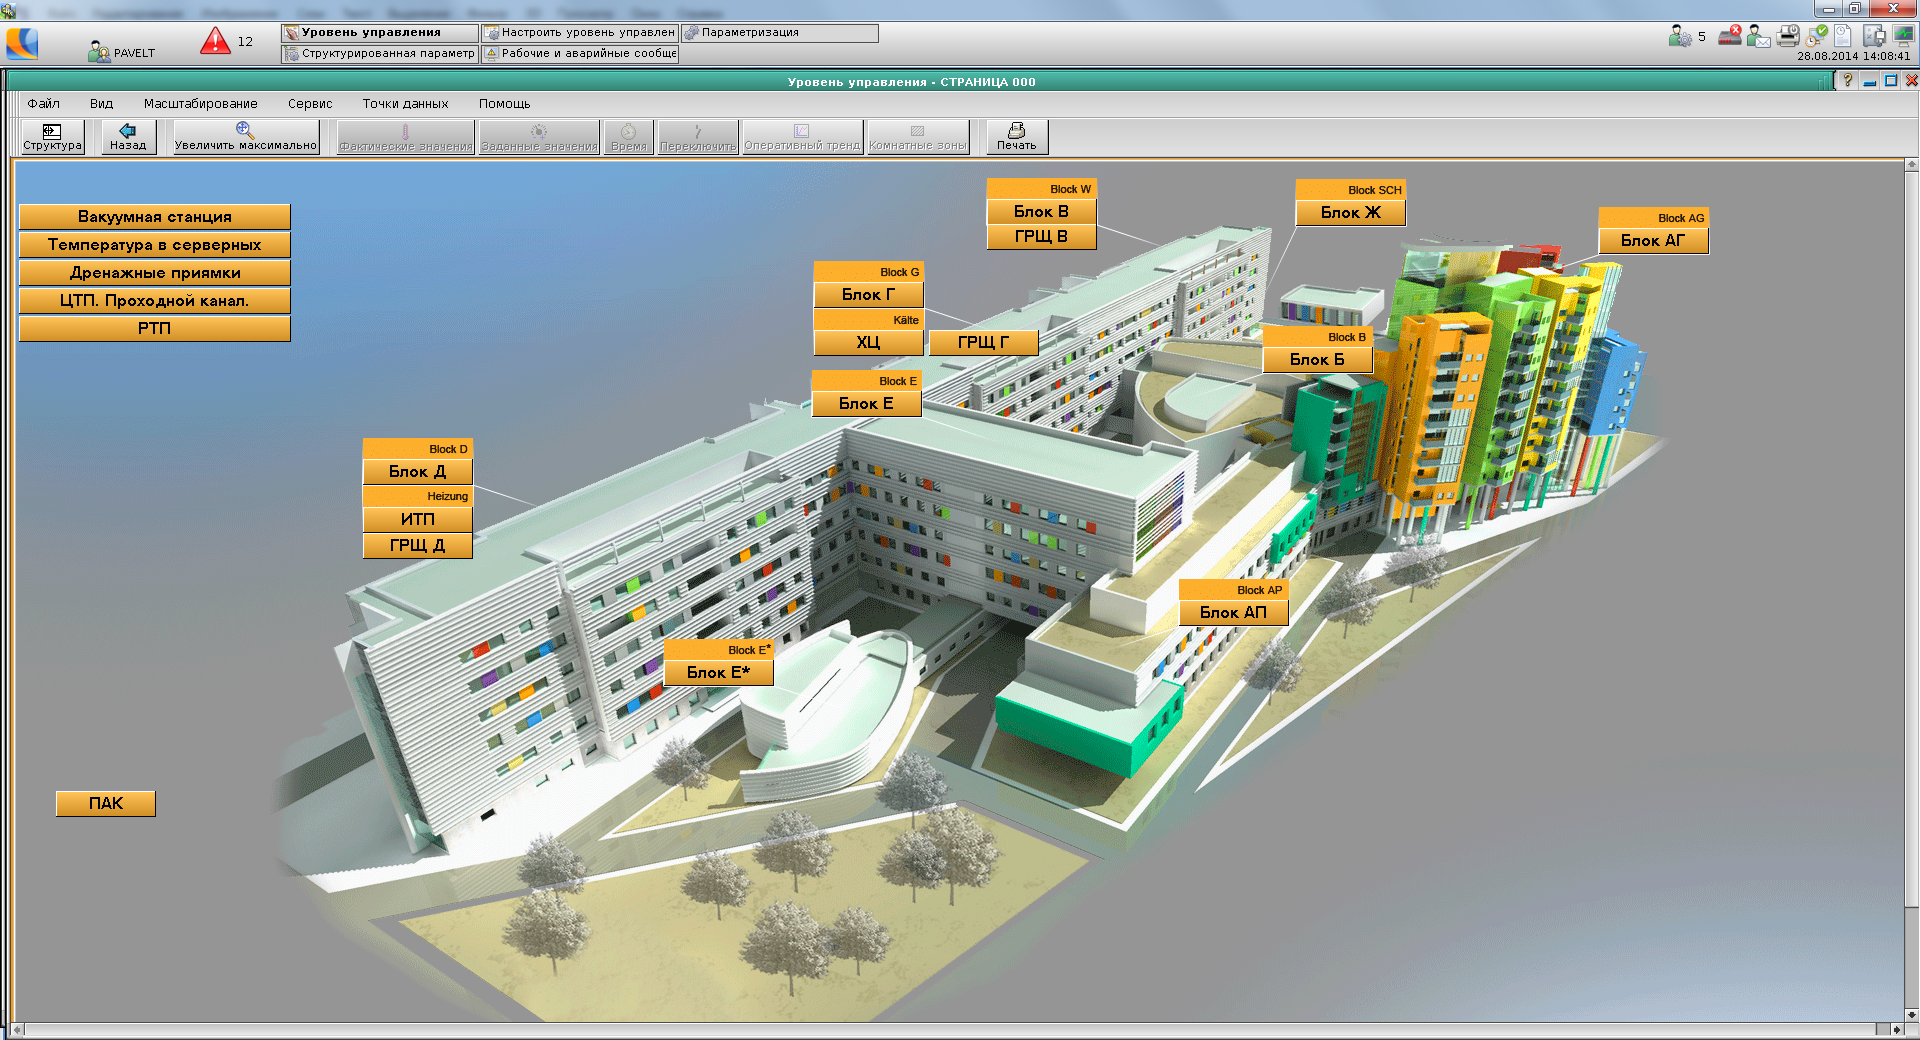 PAVELT
12
Уровень управления
Настроить уровень управлен
Параметризация
Структурированная параметр
Рабочие и аварийные сообще
5
28.08.2014 14:08:41
Уровень управления - СТРАНИЦА 000
Файл Вид Масштабирование Сервис Точки данных Помощь
Структура Назад Увеличить максимально Фактические значения Заданные значения Время Переключить Оперативный тренд Комнатные зоны Печать
Вакуумная станция
Температура в серверных
Дренажные приямки
ЦТП. Проходной канал.
РТП
Block W
Блок В
ГРЩ В
Block SCH
Блок Ж
Block AG
Блок АГ
Block G
Блок Г
Kälte
ХЦ
ГРЩ Г
Block B
Блок Б
Block E
Блок Е
Block D
Блок Д
Heizung
ИТП
ГРЩ Д
Block AP
Блок АП
Block E*
Блок Е*
ПАК